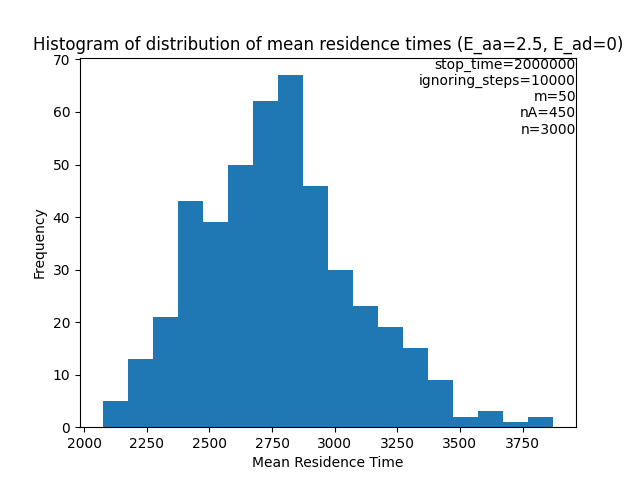 Histogram of distribution of mean residence times (E_aa=2.5, E_ad=0)
stop_time=2000000
ignoring_steps=10000
m=50
nA=450
n=3000
70
60
50
40
30
20
10
0
Frequency
2000 2250 2500 2750 3000 3250 3500 3750
Mean Residence Time